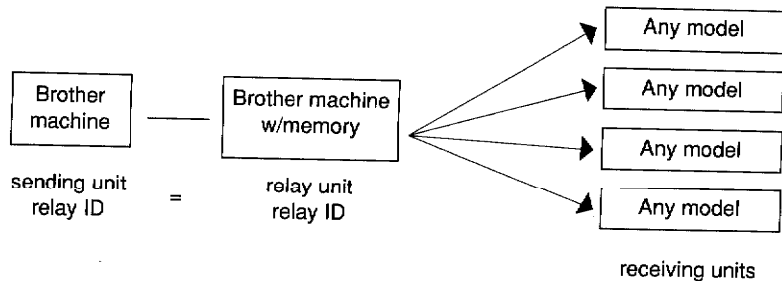 Brother
machine
sending unit
relay ID
=
Brother machine
w/memory
relay unit
relay ID
Any model
Any model
Any model
Any model
receiving units